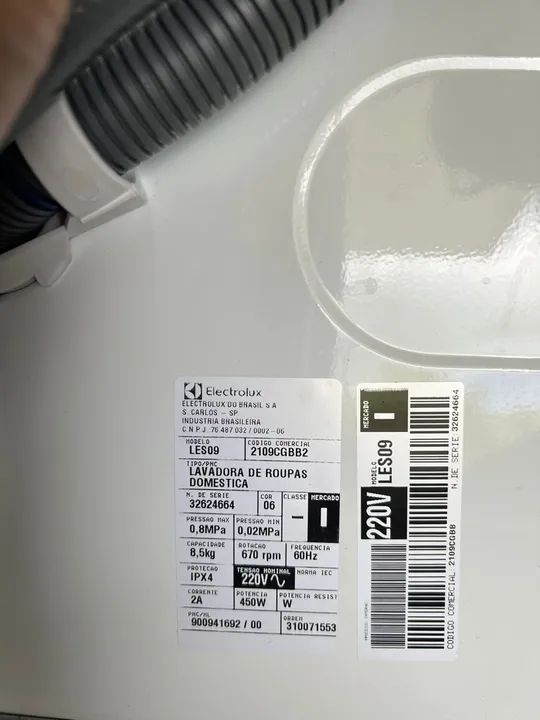 Electrolux
ELECTROLUX DO BRASIL S A
S. CARLOS - SP
INDUSTRIA BRASILEIRA
C N P J 76.487.032 / 0002-06
MODELO CODIGO COMERCIAL
LES09 2109CGBB2
TIPO/PNC
LAVADORA DE ROUPAS
DOMESTICA
N. DE SERIE COR CLASSE MERCADO
32624664 06 — I
PRESSAO MAX PRESSAO MIN
0,8MPa 0,02MPa
CAPACIDADE ROTACAO FREQUENCIA
8,5kg 670 rpm 60Hz
PROTECAO TENSAO NOMINAL NORMA IEC
IPX4 220V
CORRENTE POTENCIA POTENCIA RESIST
2A 450W W
PNC/ML ORDEM
900941692 / 00 310071553
MERCADO I
220V MODELO LES09
CODIGO COMERCIAL 2109CGBB N. DE SERIE 32624664